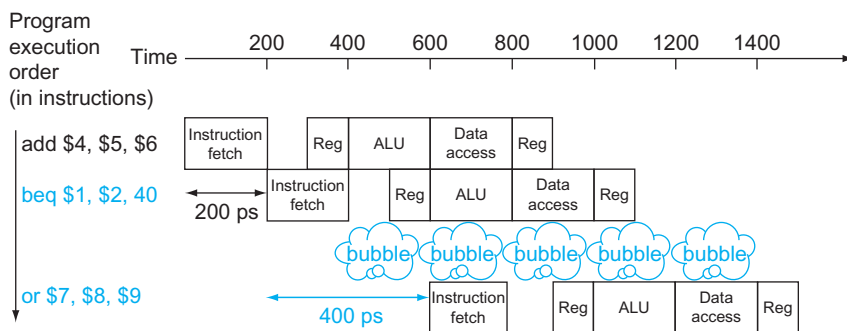 Program
execution
order
(in instructions)
Time
200 400 600 800 1000 1200 1400
add $4, $5, $6
Instruction
fetch
Reg
ALU
Data
access
Reg
beq $1, $2, 40
200 ps
Instruction
fetch
Reg
ALU
Data
access
Reg
bubble bubble bubble bubble bubble
or $7, $8, $9
400 ps
Instruction
fetch
Reg
ALU
Data
access
Reg